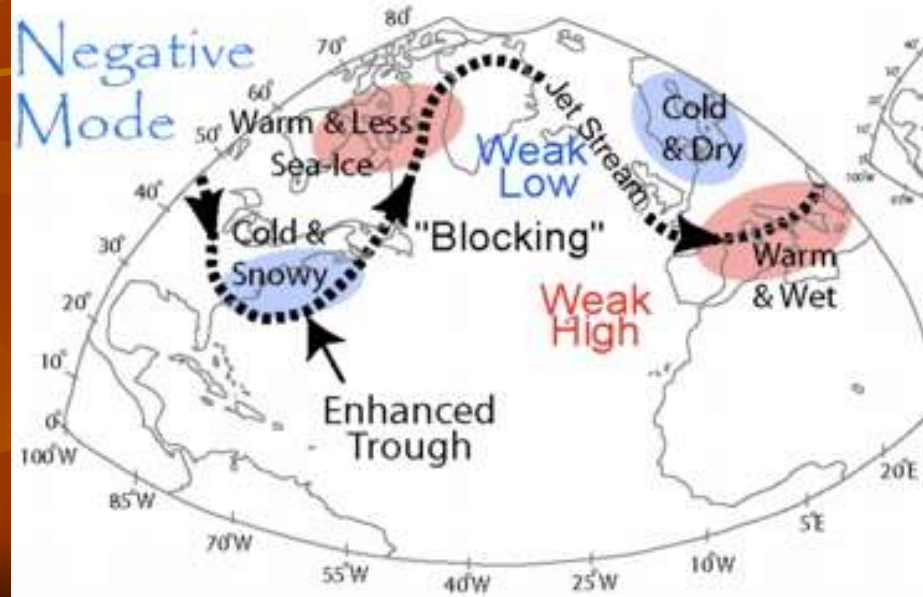 Negative
Mode
80°
70°
60°
50°
40°
30°
20°
10°
0°
Warm & Less
Sea-Ice
Jet Stream
Cold
& Dry
Weak
Low
Cold &
Snowy
"Blocking"
Warm
& Wet
Weak
High
Enhanced
Trough
100°W
85°W
70°W
55°W
40°W
25°W
10°W
5°E
20°E